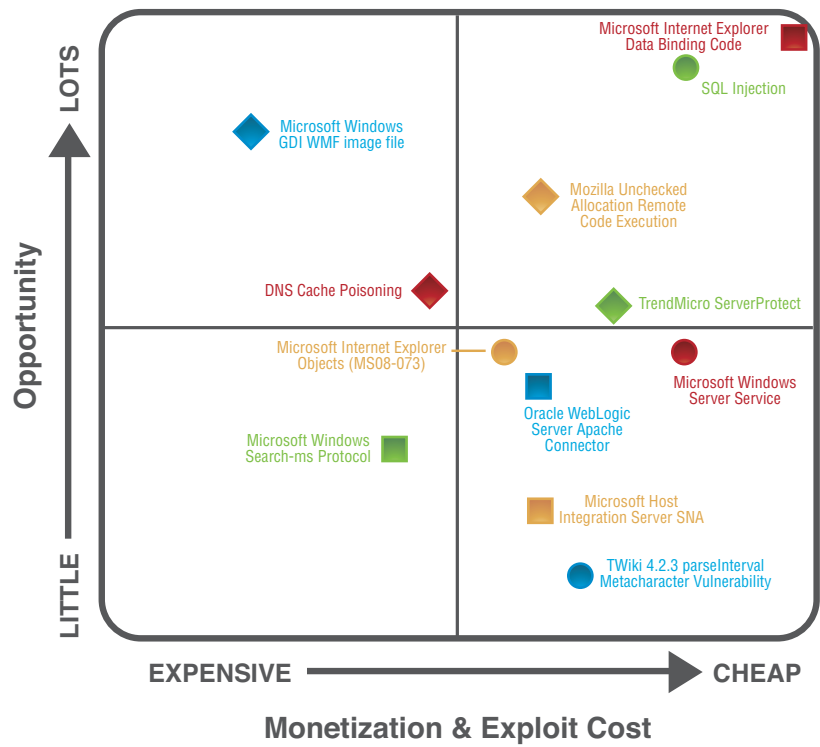 LOTS
Opportunity
LITTLE
Microsoft Internet Explorer
Data Binding Code
SQL Injection
Microsoft Windows
GDI WMF image file
Mozilla Unchecked
Allocation Remote
Code Execution
DNS Cache Poisoning
TrendMicro ServerProtect
Microsoft Internet Explorer
Objects (MS08-073)
Microsoft Windows
Server Service
Oracle WebLogic
Server Apache
Connector
Microsoft Windows
Search-ms Protocol
Microsoft Host
Integration Server SNA
TWiki 4.2.3 parseInterval
Metacharacter Vulnerability
EXPENSIVE
CHEAP
Monetization & Exploit Cost